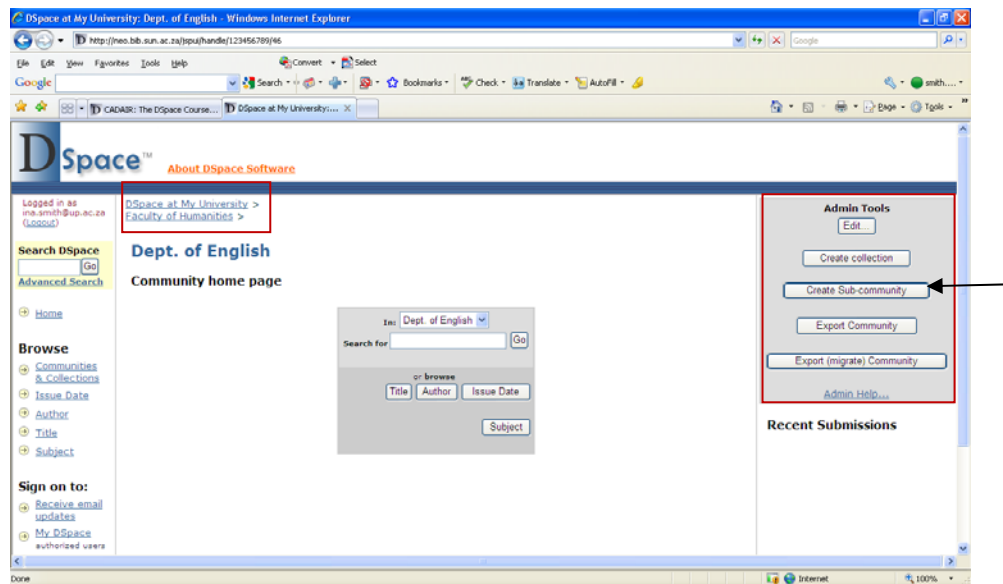 DSpace at My University: Dept. of English - Windows Internet Explorer
http://neo.bib.sun.ac.za/jspui/handle/123456789/46
Google
File Edit View Favorites Tools Help
Convert Select
Google
Search Bookmarks Check Translate AutoFill smith....
CADAIR: The DSpace Course... DSpace at My University:... X
Page Tools »
DSpace™
About DSpace Software
Logged in as
ina.smith@up.ac.za
(Logout)
Search DSpace
Go
Advanced Search
Home
Browse
Communities
& Collections
Issue Date
Author
Title
Subject
Sign on to:
Receive email
updates
My DSpace
authorized users
DSpace at My University >
Faculty of Humanities >
Dept. of English
Community home page
In: Dept. of English
Search for Go
or browse
Title Author Issue Date
Subject
Admin Tools
Edit...
Create collection
Create Sub-community
Export Community
Export (migrate) Community
Admin Help...
Recent Submissions
Done
Internet
100%